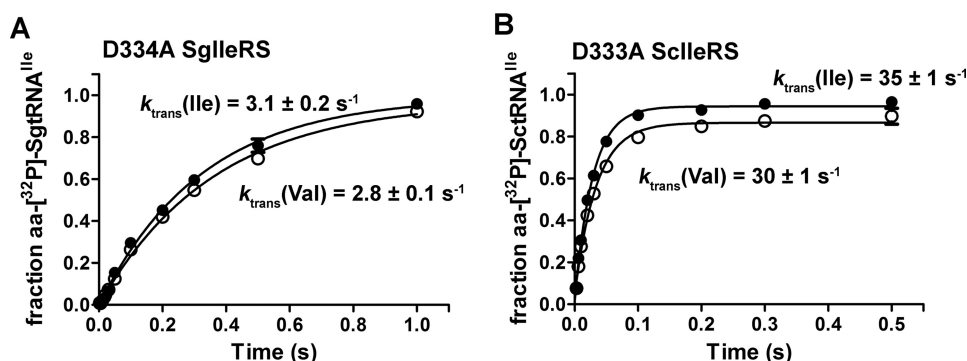 A
D334A SgIleRS
k_trans(Ile) = 3.1 ± 0.2 s⁻¹
k_trans(Val) = 2.8 ± 0.1 s⁻¹
fraction aa-[³²P]-SgtRNA^Ile
1.0
0.8
0.6
0.4
0.2
0.0
0.0 0.2 0.4 0.6 0.8 1.0
Time (s)
B
D333A ScIleRS
k_trans(Ile) = 35 ± 1 s⁻¹
k_trans(Val) = 30 ± 1 s⁻¹
fraction aa-[³²P]-SctRNA^Ile
1.0
0.8
0.6
0.4
0.2
0.0
0.0 0.1 0.2 0.3 0.4 0.5
Time (s)